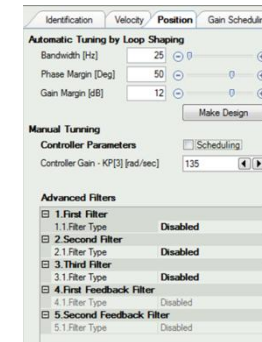 Identification Velocity Position Gain Schedulin
Automatic Tuning by Loop Shaping
Bandwidth [Hz] 25
Phase Margin [Deg] 50
Gain Margin [dB] 12
Make Design
Manual Tunning
Controller Parameters Scheduling
Controller Gain - KP[3] [rad/sec] 135
Advanced Filters
1.First Filter
1.1.Filter Type Disabled
2.Second Filter
2.1.Filter Type Disabled
3.Third Filter
3.1.Filter Type Disabled
4.First Feedback Filter
4.1.Filter Type Disabled
5.Second Feedback Filter
5.1.Filter Type Disabled